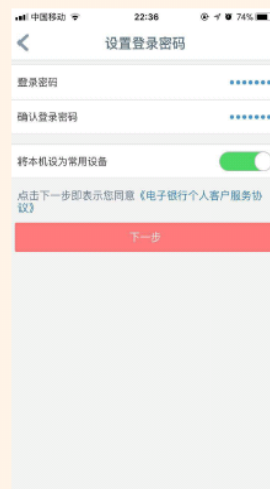 中国移动 22:36 74%
设置登录密码
登录密码 •••••••
确认登录密码 •••••••
将本机设为常用设备
点击下一步即表示您同意《电子银行个人客户服务协
议》
下一步